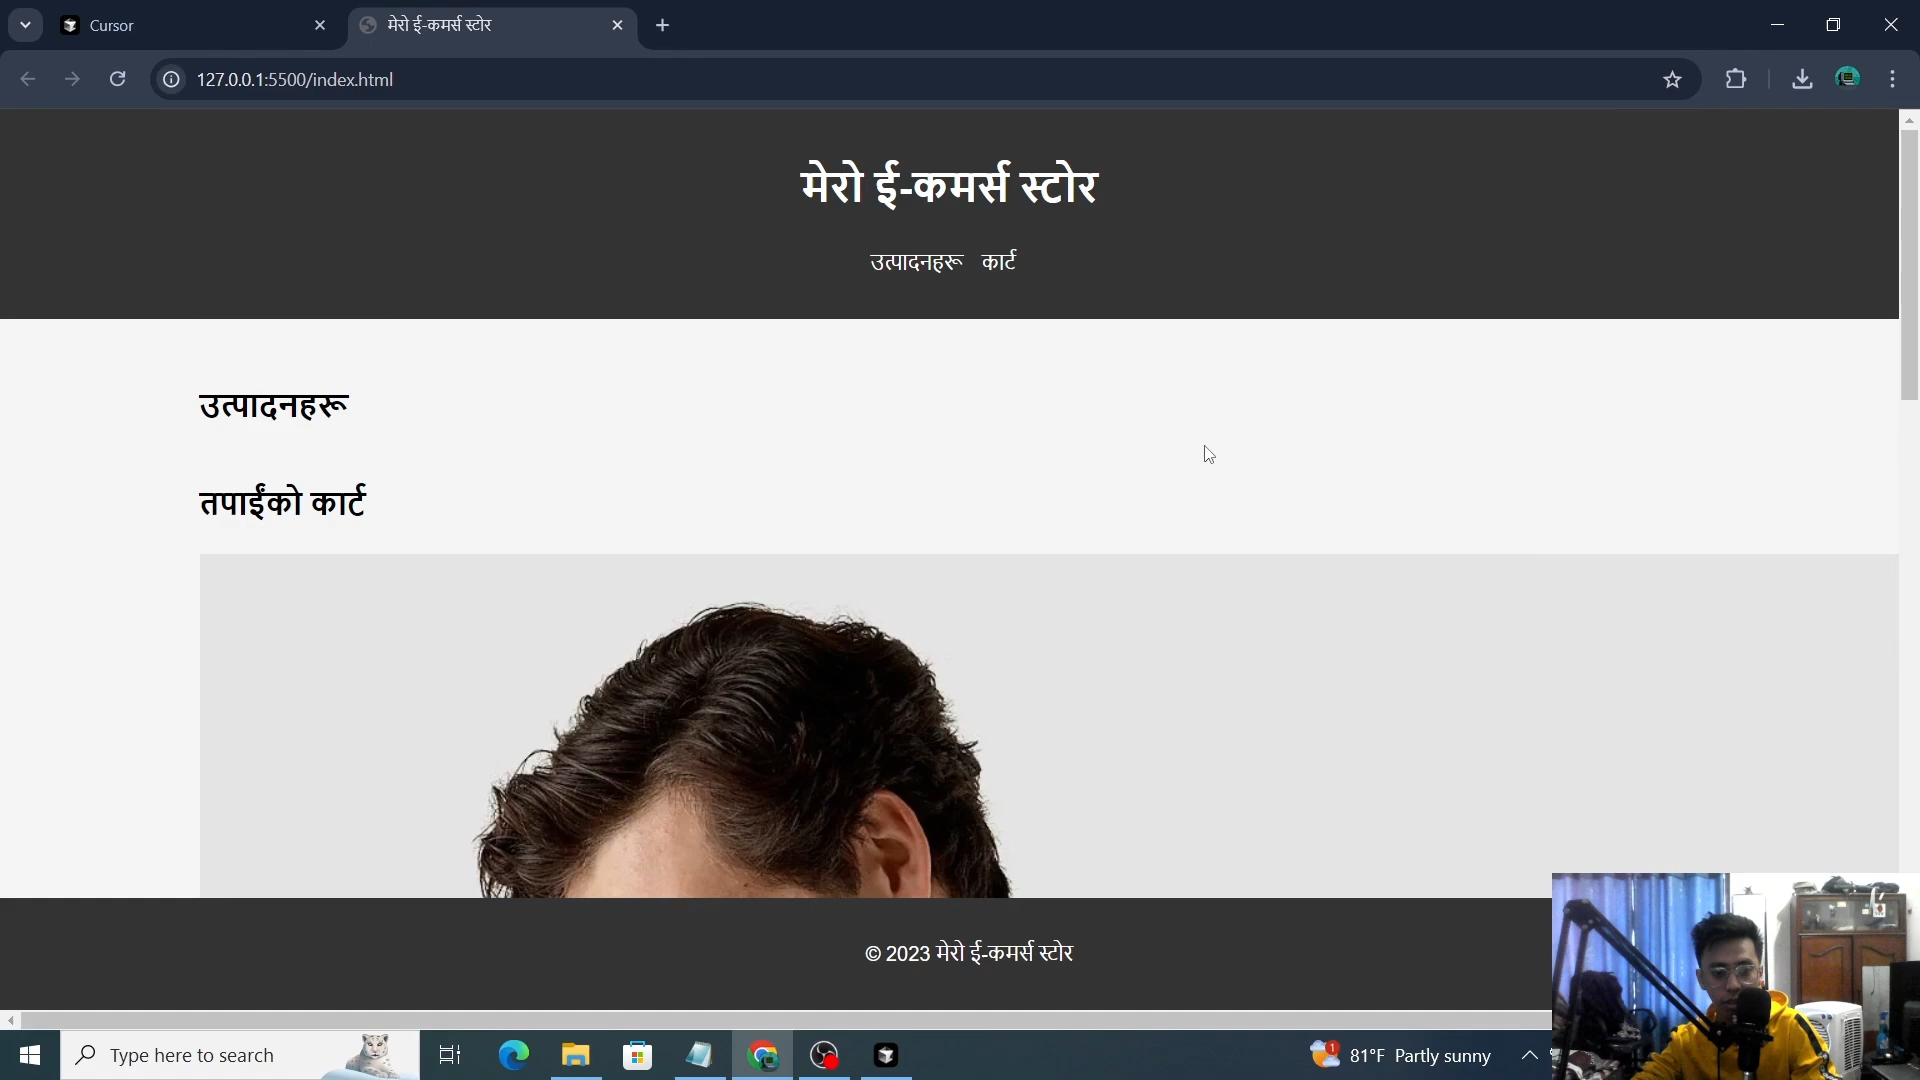 Cursor
मेरो ई-कमर्स स्टोर
127.0.0.1:5500/index.html
मेरो ई-कमर्स स्टोर
उत्पादनहरू कार्ट
उत्पादनहरू
तपाईंको कार्ट
© 2023 मेरो ई-कमर्स स्टोर
Type here to search
1
81°F Partly sunny